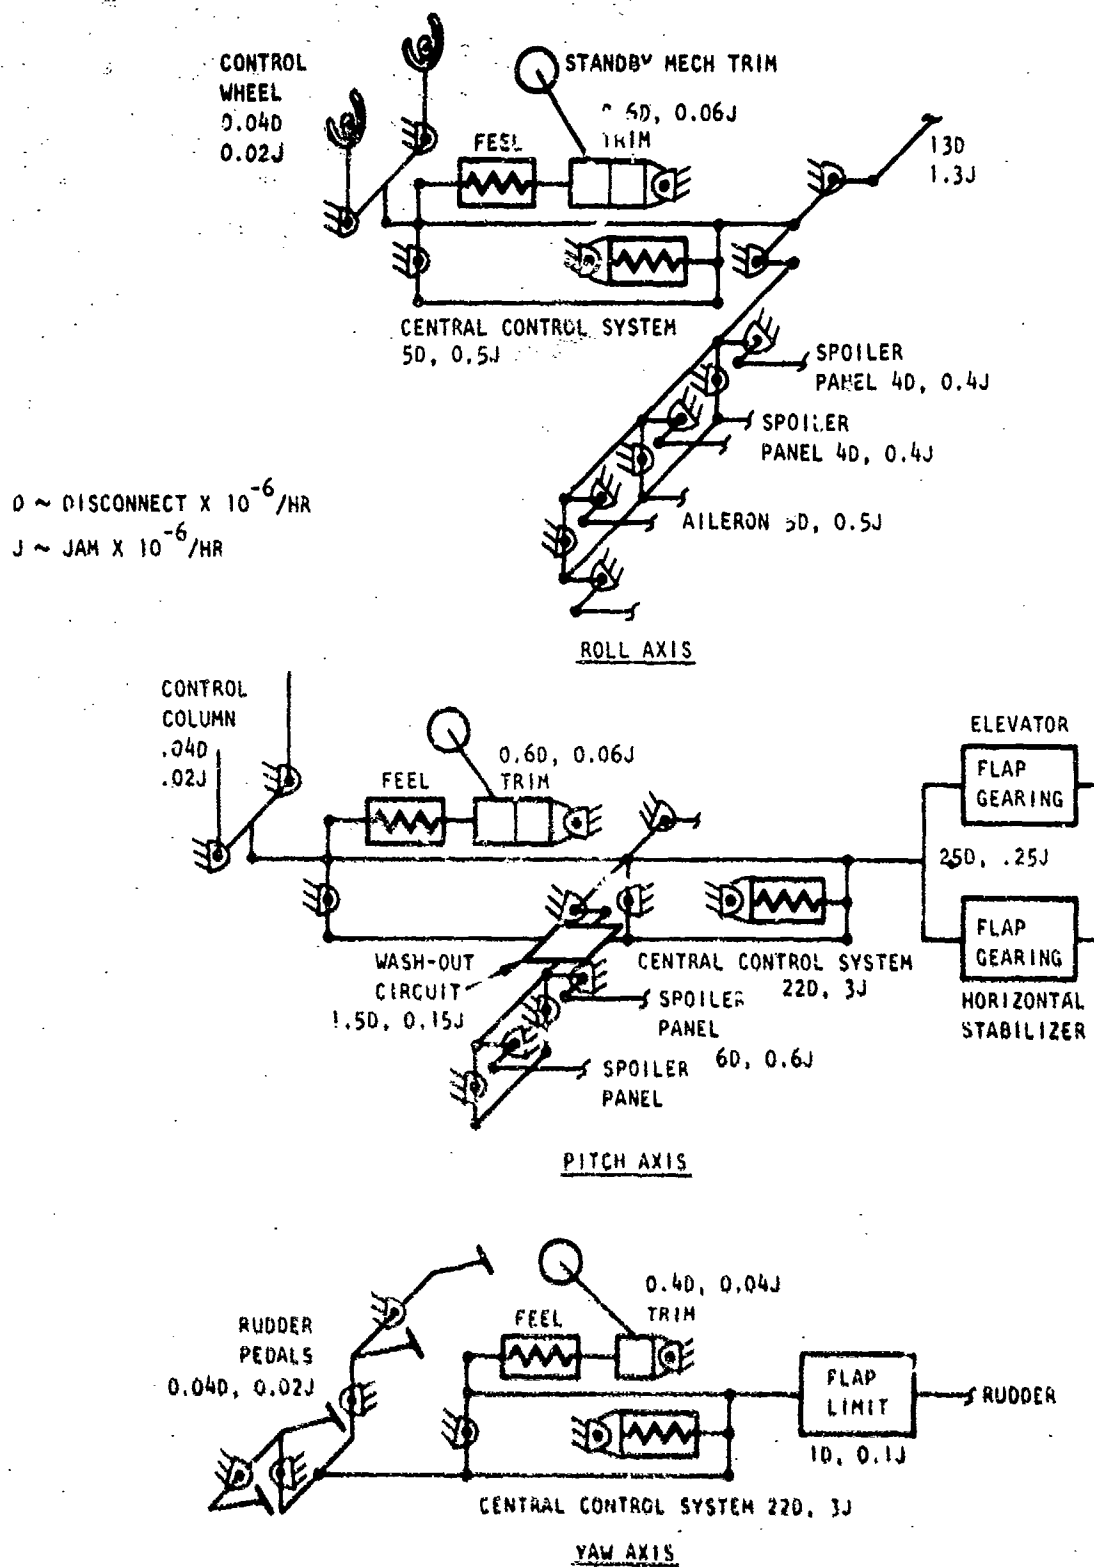 CONTROL
WHEEL
0.04D
0.02J
STANDBY MECH TRIM
0.06J
TRIM
FEEL
13D
1.3J
CENTRAL CONTROL SYSTEM
5D, 0.5J
SPOILER
PANEL 4D, 0.4J
SPOILER
PANEL 4D, 0.4J
D ~ DISCONNECT X 10^-6/HR
J ~ JAM X 10^-6/HR
AILERON 5D, 0.5J
ROLL AXIS
CONTROL
COLUMN
.04D
.02J
0.6D, 0.06J
TRIM
FEEL
ELEVATOR
FLAP
GEARING
.25J
FLAP
GEARING
HORIZONTAL
STABILIZER
WASH-OUT
CIRCUIT
1.5D, 0.15J
CENTRAL CONTROL SYSTEM
22D, 3J
SPOILER
PANEL
6D, 0.6J
SPOILER
PANEL
PITCH AXIS
RUDDER
PEDALS
0.04D, 0.02J
0.4D, 0.04J
TRIM
FEEL
FLAP
LIMIT
1D, 0.1J
RUDDER
CENTRAL CONTROL SYSTEM 22D, 3J
YAW AXIS